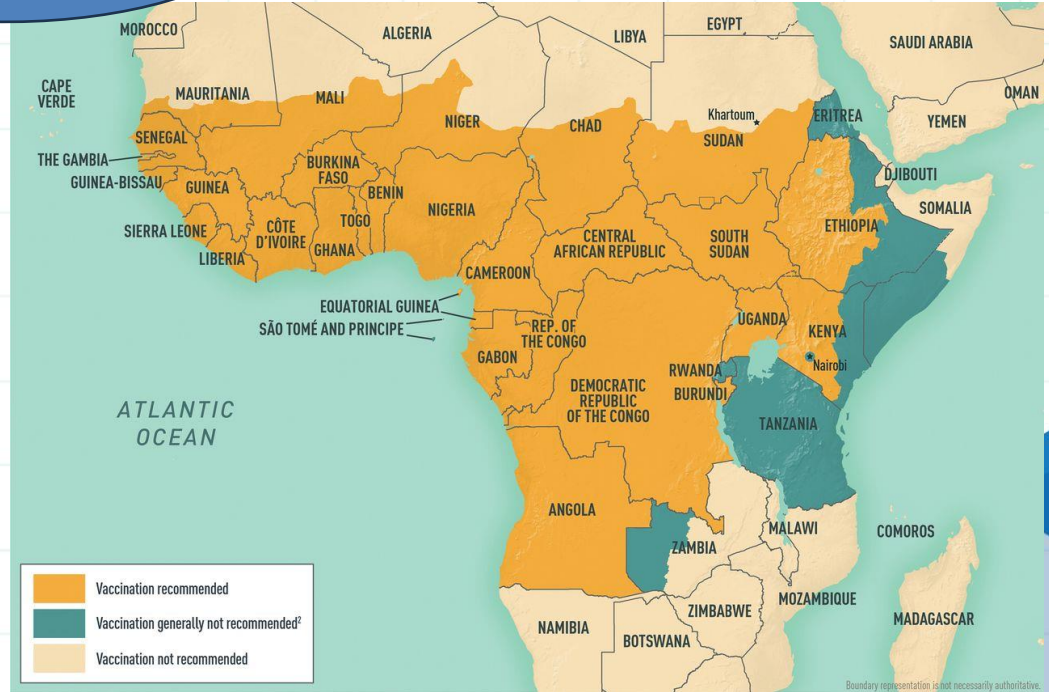 MOROCCO
ALGERIA
LIBYA
EGYPT
SAUDI ARABIA
CAPE
VERDE
MAURITANIA
MALI
NIGER
CHAD
Khartoum
SUDAN
ERITREA
YEMEN
OMAN
SENEGAL
THE GAMBIA
GUINEA-BISSAU
GUINEA
BURKINA
FASO
BENIN
NIGERIA
DJIBOUTI
SOMALIA
SIERRA LEONE
LIBERIA
CÔTE
D'IVOIRE
TOGO
GHANA
CAMEROON
CENTRAL
AFRICAN REPUBLIC
SOUTH
SUDAN
ETHIOPIA
EQUATORIAL GUINEA
SÃO TOMÉ AND PRINCIPE
GABON
REP. OF
THE CONGO
UGANDA
KENYA
Nairobi
RWANDA
BURUNDI
DEMOCRATIC
REPUBLIC
OF THE CONGO
TANZANIA
ATLANTIC
OCEAN
ANGOLA
ZAMBIA
MALAWI
COMOROS
MOZAMBIQUE
ZIMBABWE
MADAGASCAR
NAMIBIA
BOTSWANA
Vaccination recommended
Vaccination generally not recommended²
Vaccination not recommended
Boundary representation is not necessarily authoritative.